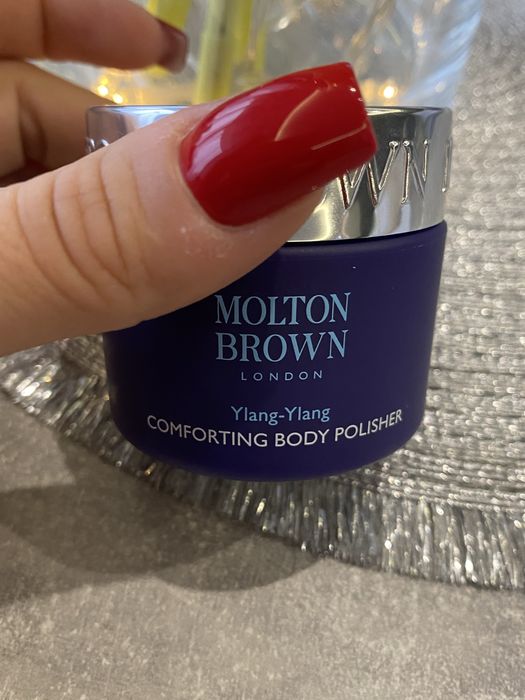 MOLTON
BROWN
LONDON
Ylang-Ylang
COMFORTING BODY POLISHER